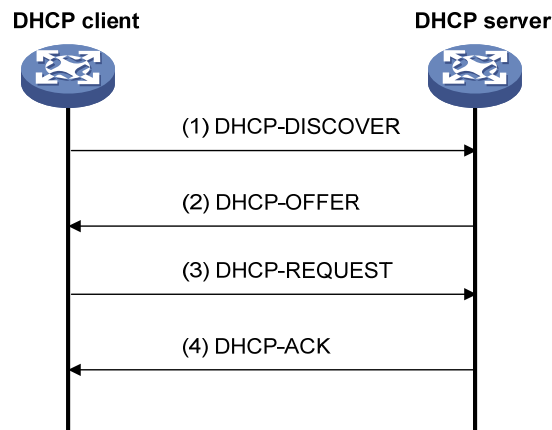 DHCP client
DHCP server
(1) DHCP-DISCOVER
(2) DHCP-OFFER
(3) DHCP-REQUEST
(4) DHCP-ACK